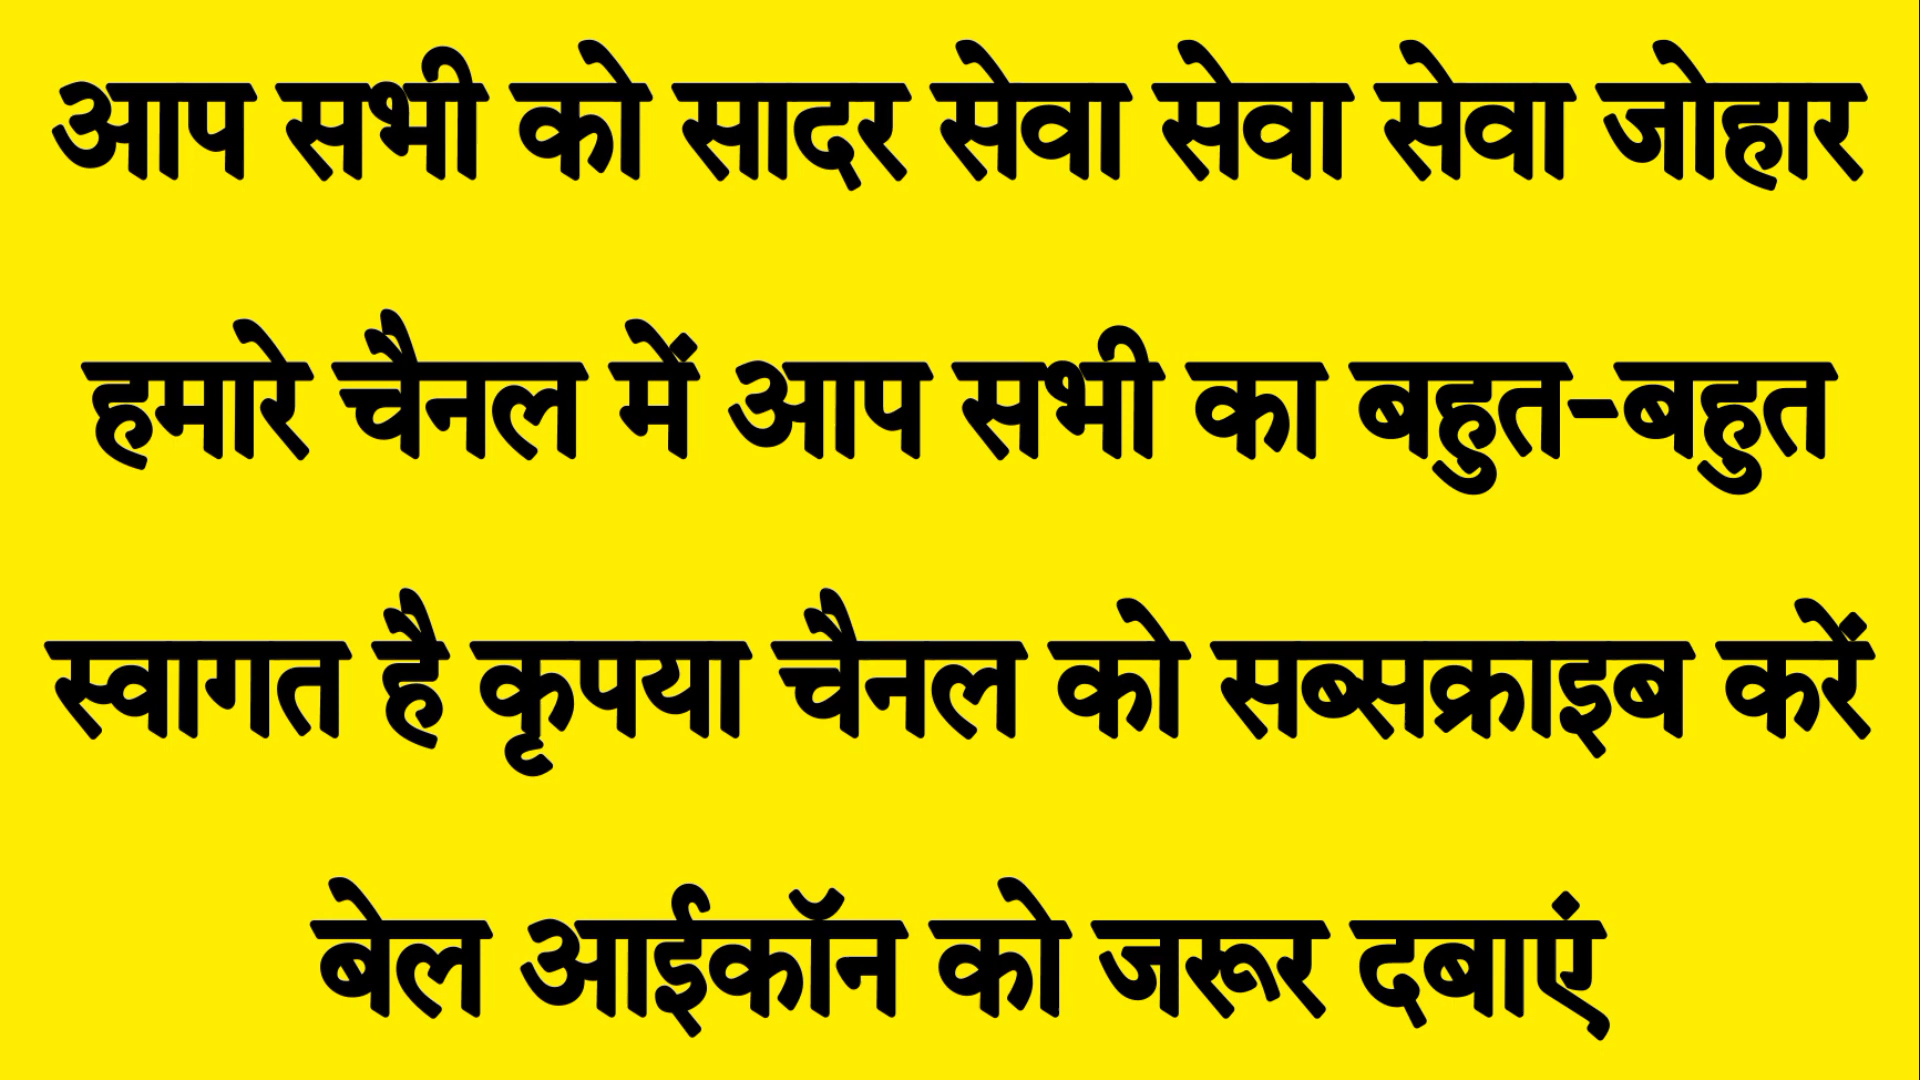 आप सभी को सादर सेवा सेवा सेवा जोहार
हमारे चैनल में आप सभी का बहुत-बहुत
स्वागत है कृपया चैनल को सब्सक्राइब करें
बेल आईकॉन को जरूर दबाएं